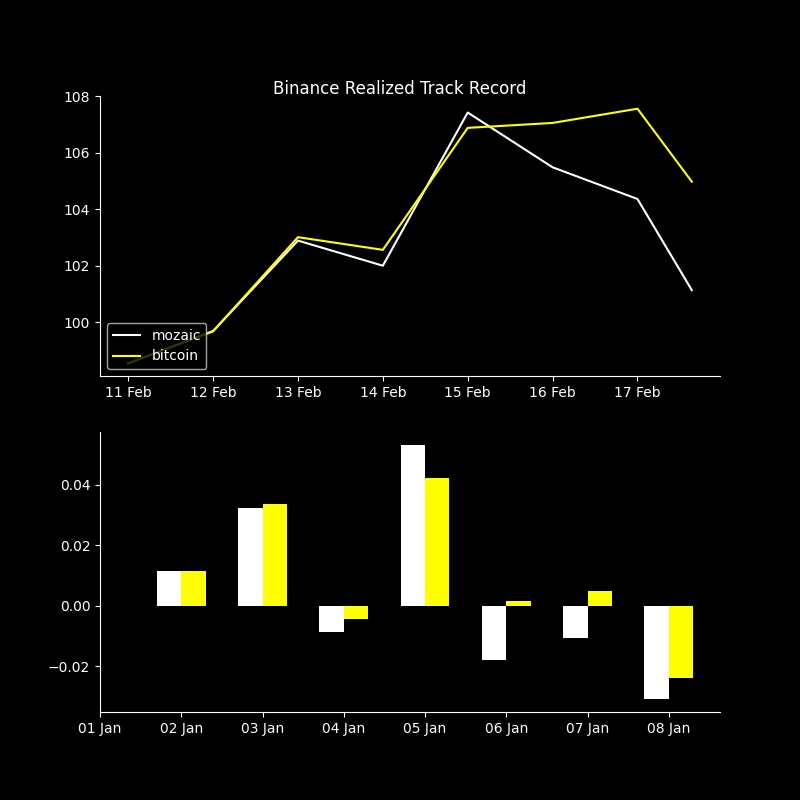 Binance Realized Track Record
108
106
104
102
100
mozaic
bitcoin
11 Feb 12 Feb 13 Feb 14 Feb 15 Feb 16 Feb 17 Feb
0.04
0.02
0.00
−0.02
01 Jan 02 Jan 03 Jan 04 Jan 05 Jan 06 Jan 07 Jan 08 Jan